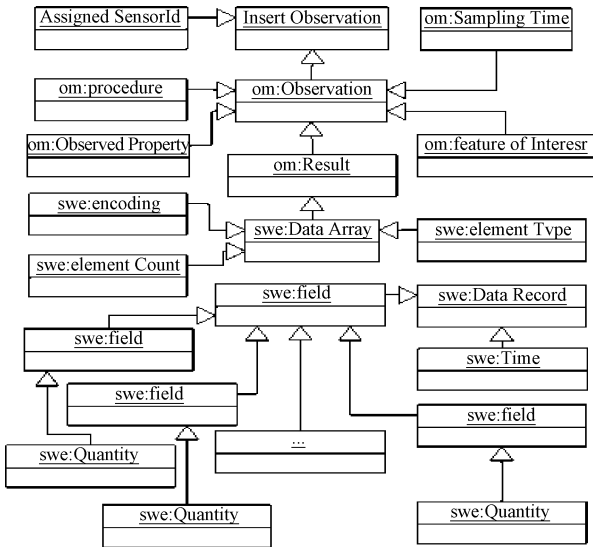 Assigned SensorId
Insert Observation
om:Sampling Time
om:procedure
om:Observation
om:Observed Property
om:feature of Interesr
om:Result
swe:encoding
swe:Data Array
swe:element Tvpe
swe:element Count
swe:field
swe:Data Record
swe:field
swe:Time
swe:field
swe:field
...
swe:Quantity
swe:Quantity
swe:Quantity